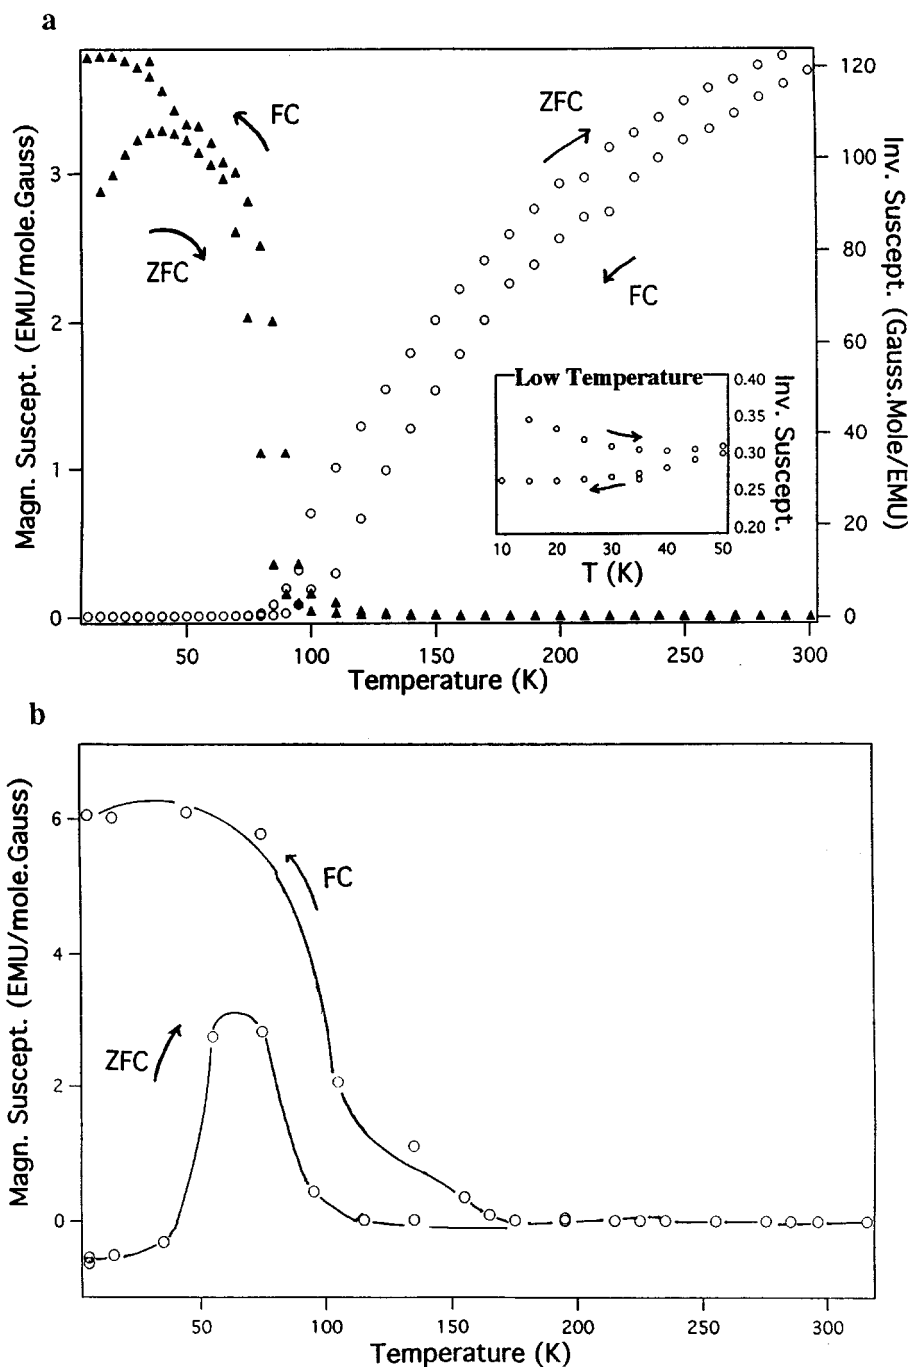 a
Magn. Suscept. (EMU/mole.Gauss)
3
2
1
0
FC
ZFC
ZFC
FC
120
100
80
60
40
20
0
Inv. Suscept. (Gauss.Mole/EMU)
Low Temperature
0.40
0.35
0.30
0.25
0.20
Inv. Suscept.
10 20 30 40 50
T (K)
50 100 150 200 250 300
Temperature (K)
b
Magn. Suscept. (EMU/mole.Gauss)
6
4
2
0
FC
ZFC
50 100 150 200 250 300
Temperature (K)